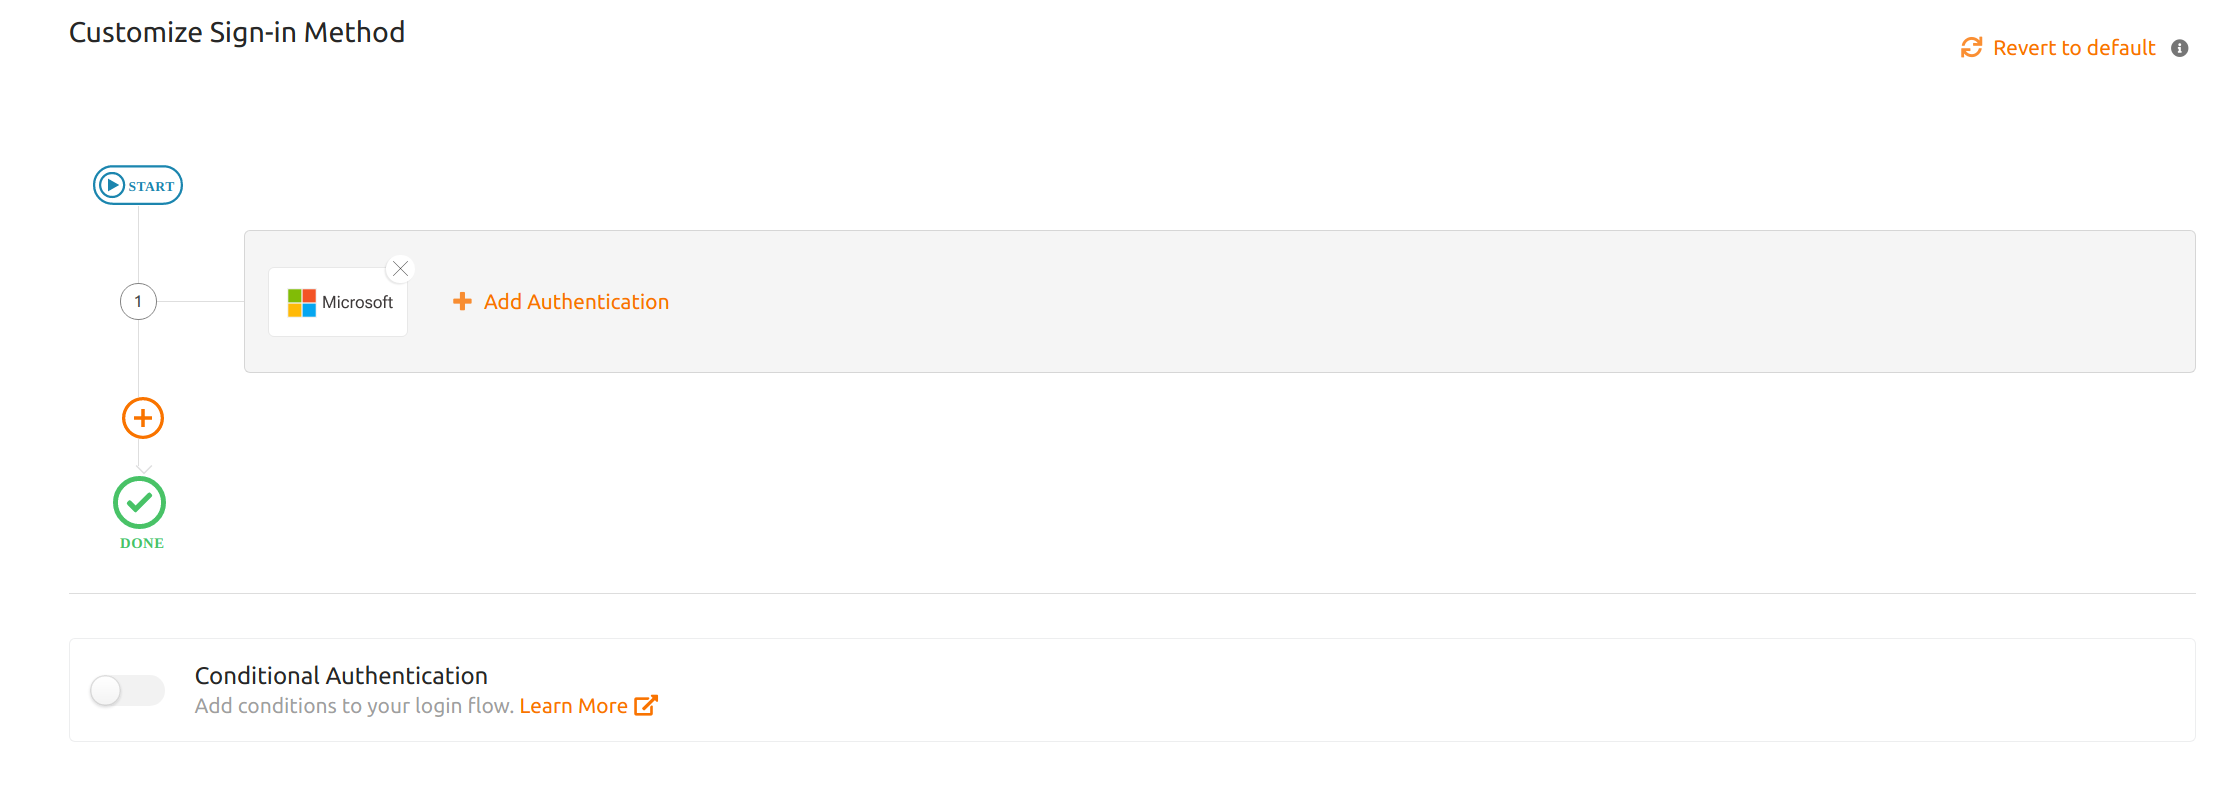 Customize Sign-in Method
Revert to default
START
1
Microsoft
Add Authentication
DONE
Conditional Authentication
Add conditions to your login flow. Learn More